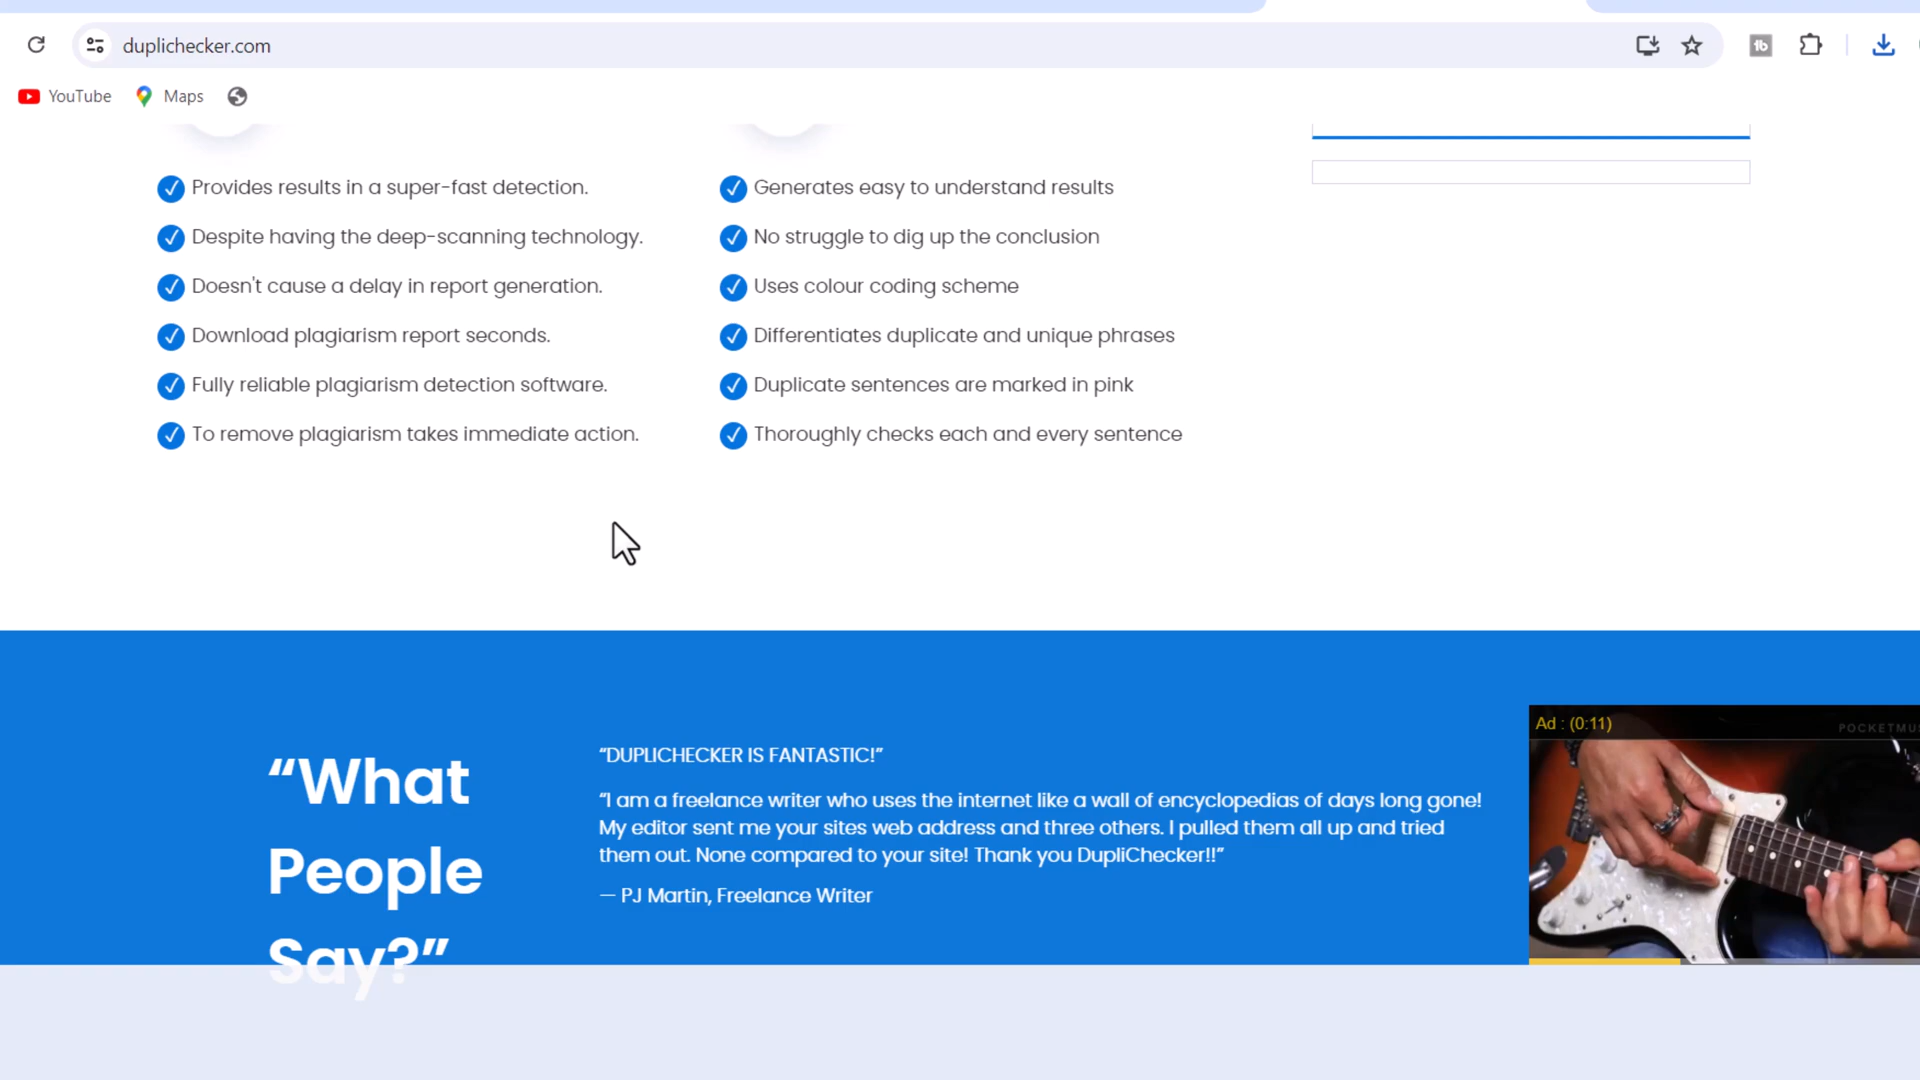 duplichecker.com
YouTube
Maps
Provides results in a super-fast detection.
Despite having the deep-scanning technology.
Doesn't cause a delay in report generation.
Download plagiarism report seconds.
Fully reliable plagiarism detection software.
To remove plagiarism takes immediate action.
Generates easy to understand results
No struggle to dig up the conclusion
Uses colour coding scheme
Differentiates duplicate and unique phrases
Duplicate sentences are marked in pink
Thoroughly checks each and every sentence
“What
People
Say?”
“DUPLICHECKER IS FANTASTIC!”
“I am a freelance writer who uses the internet like a wall of encyclopedias of days long gone!
My editor sent me your sites web address and three others. I pulled them all up and tried
them out. None compared to your site! Thank you DupliChecker!!”
— PJ Martin, Freelance Writer
Ad : (0:11)